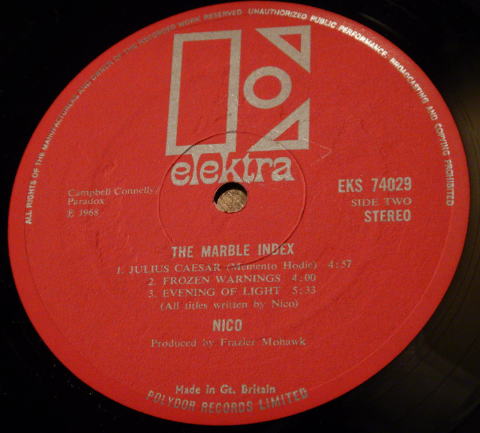 ALL RIGHTS OF THE MANUFACTURER AND OWNER OF THE RECORDED WORK RESERVED UNAUTHORIZED PUBLIC PERFORMANCE, BROADCASTING AND COPYING PROHIBITED
elektra
Campbell Connelly/
Paradox
℗ 1968
EKS 74029
SIDE TWO
STEREO
THE MARBLE INDEX
1. JULIUS CAESAR (Memento Hodie) 4:57
2. FROZEN WARNINGS 4:00
3. EVENING OF LIGHT 5:33
(All titles written by Nico)
NICO
Produced by Frazier Mohawk
Made in Gt. Britain
POLYDOR RECORDS LIMITED